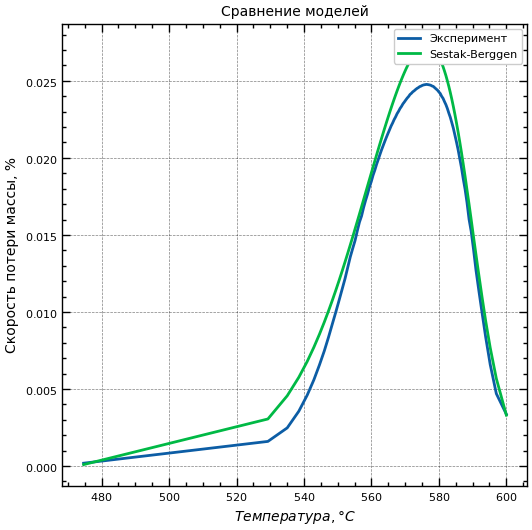 Сравнение моделей
Эксперимент
Sestak-Berggen
Скорость потери массы, %
0.025
0.020
0.015
0.010
0.005
0.000
480 500 520 540 560 580 600
Температура, °C